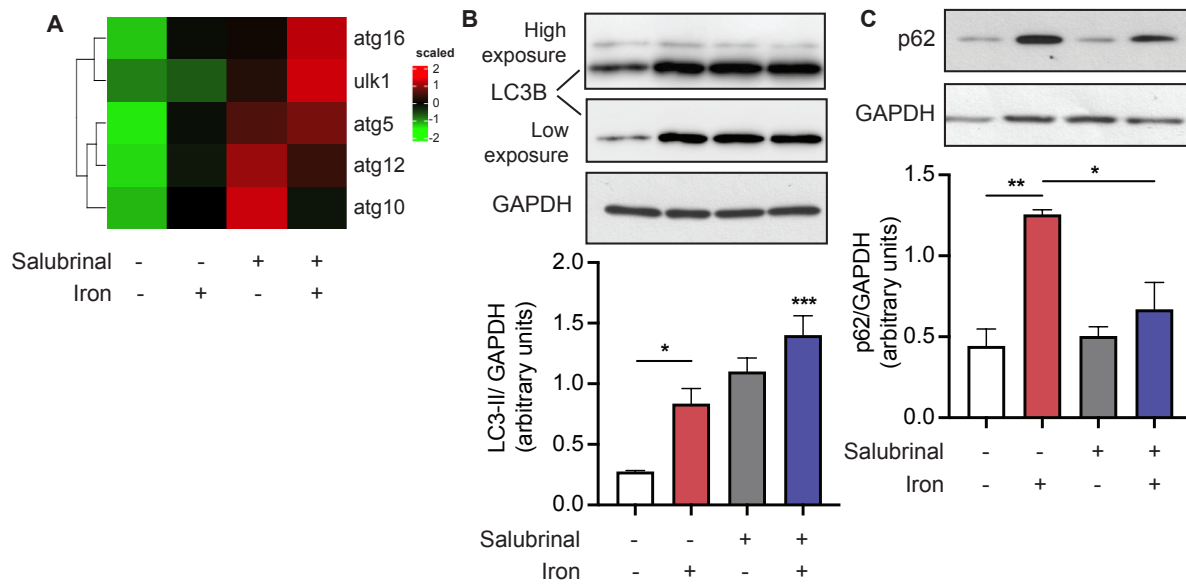 A
atg16
ulk1
atg5
atg12
atg10
scaled
2
1
0
-1
-2
Salubrinal - - + +
Iron - + - +
B
High
exposure
LC3B
Low
exposure
GAPDH
LC3-II/ GAPDH
(arbitrary units)
2.0
1.5
1.0
0.5
0.0
*
***
Salubrinal - - + +
Iron - + - +
C
p62
GAPDH
p62/GAPDH
(arbitrary units)
1.5
1.0
0.5
0.0
**
*
Salubrinal - - + +
Iron - + - +